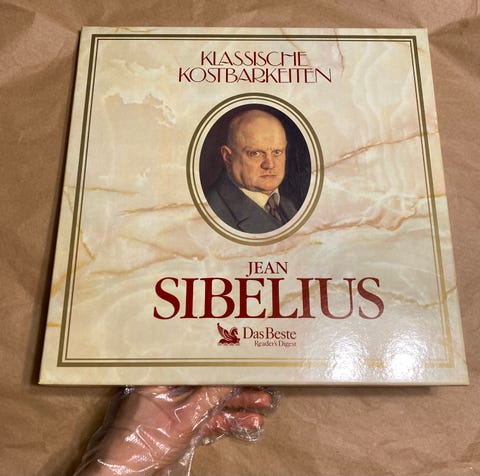 KLASSISCHE
KOSTBARKEITEN
JEAN
SIBELIUS
Das Beste
Reader's Digest